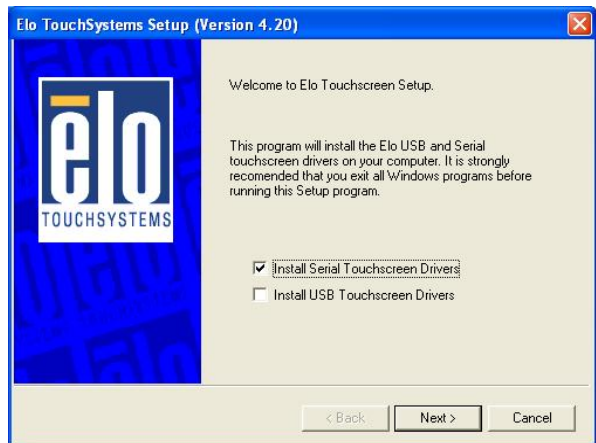 Elo TouchSystems Setup (Version 4.20)
elo
TOUCHSYSTEMS
Welcome to Elo Touchscreen Setup.
This program will install the Elo USB and Serial
touchscreen drivers on your computer. It is strongly
recomended that you exit all Windows programs before
running this Setup program.
Install Serial Touchscreen Drivers
Install USB Touchscreen Drivers
< Back
Next >
Cancel